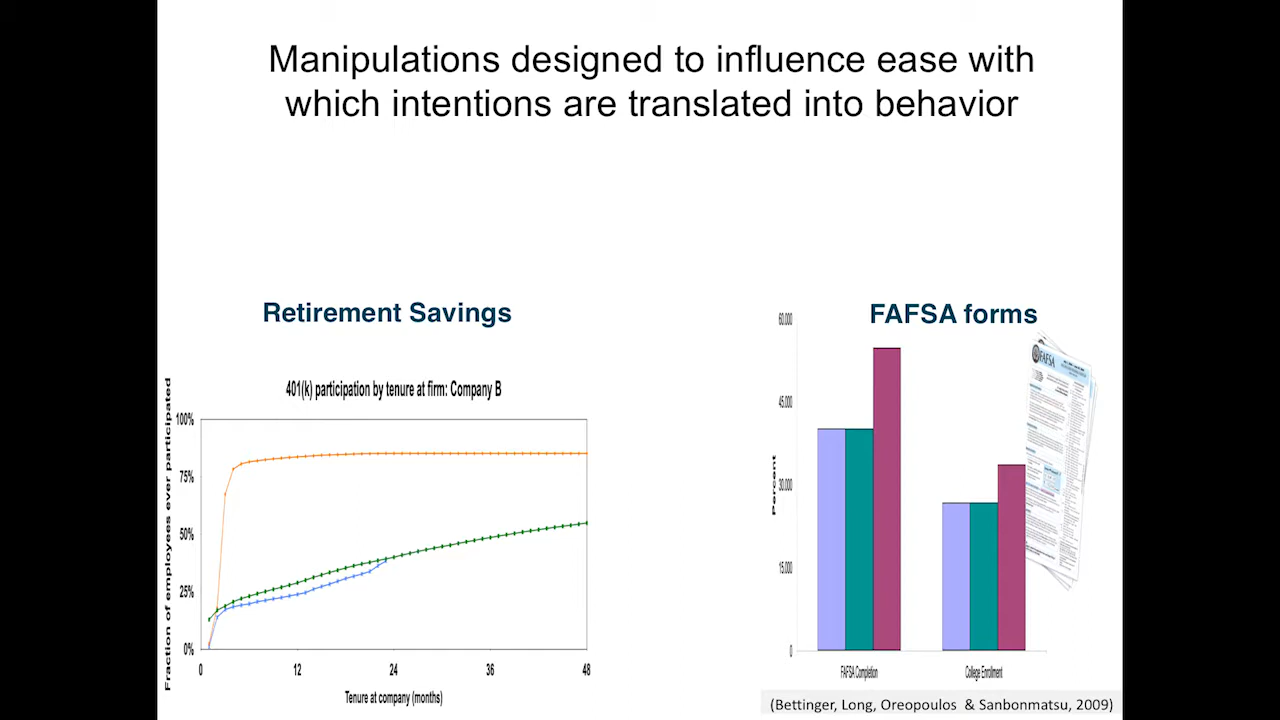 Manipulations designed to influence ease with
which intentions are translated into behavior
Retirement Savings
401(k) participation by tenure at firm: Company B
Fraction of employees ever participated
100%
75%
50%
25%
0%
0 12 24 36 48
Tenure at company (months)
FAFSA forms
60,000
45,000
30,000
15,000
0
Percent
FAFSA Completion College Enrollment
FAFSA
(Bettinger, Long, Oreopoulos & Sanbonmatsu, 2009)